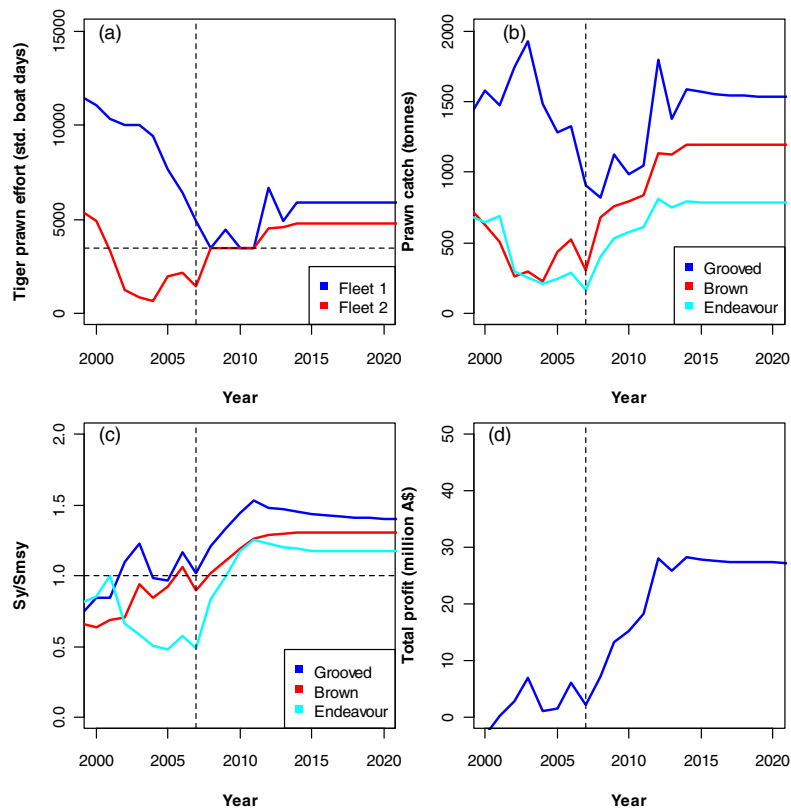 (a)
Tiger prawn effort (std. boat days)
15000
10000
5000
0
Fleet 1
Fleet 2
2000 2005 2010 2015 2020
Year
(b)
Prawn catch (tonnes)
2000
1500
1000
500
0
Grooved
Brown
Endeavour
2000 2005 2010 2015 2020
Year
(c)
Sy/Smsy
2.0
1.5
1.0
0.5
0.0
Grooved
Brown
Endeavour
2000 2005 2010 2015 2020
Year
(d)
Total profit (million A$)
50
40
30
20
10
0
2000 2005 2010 2015 2020
Year